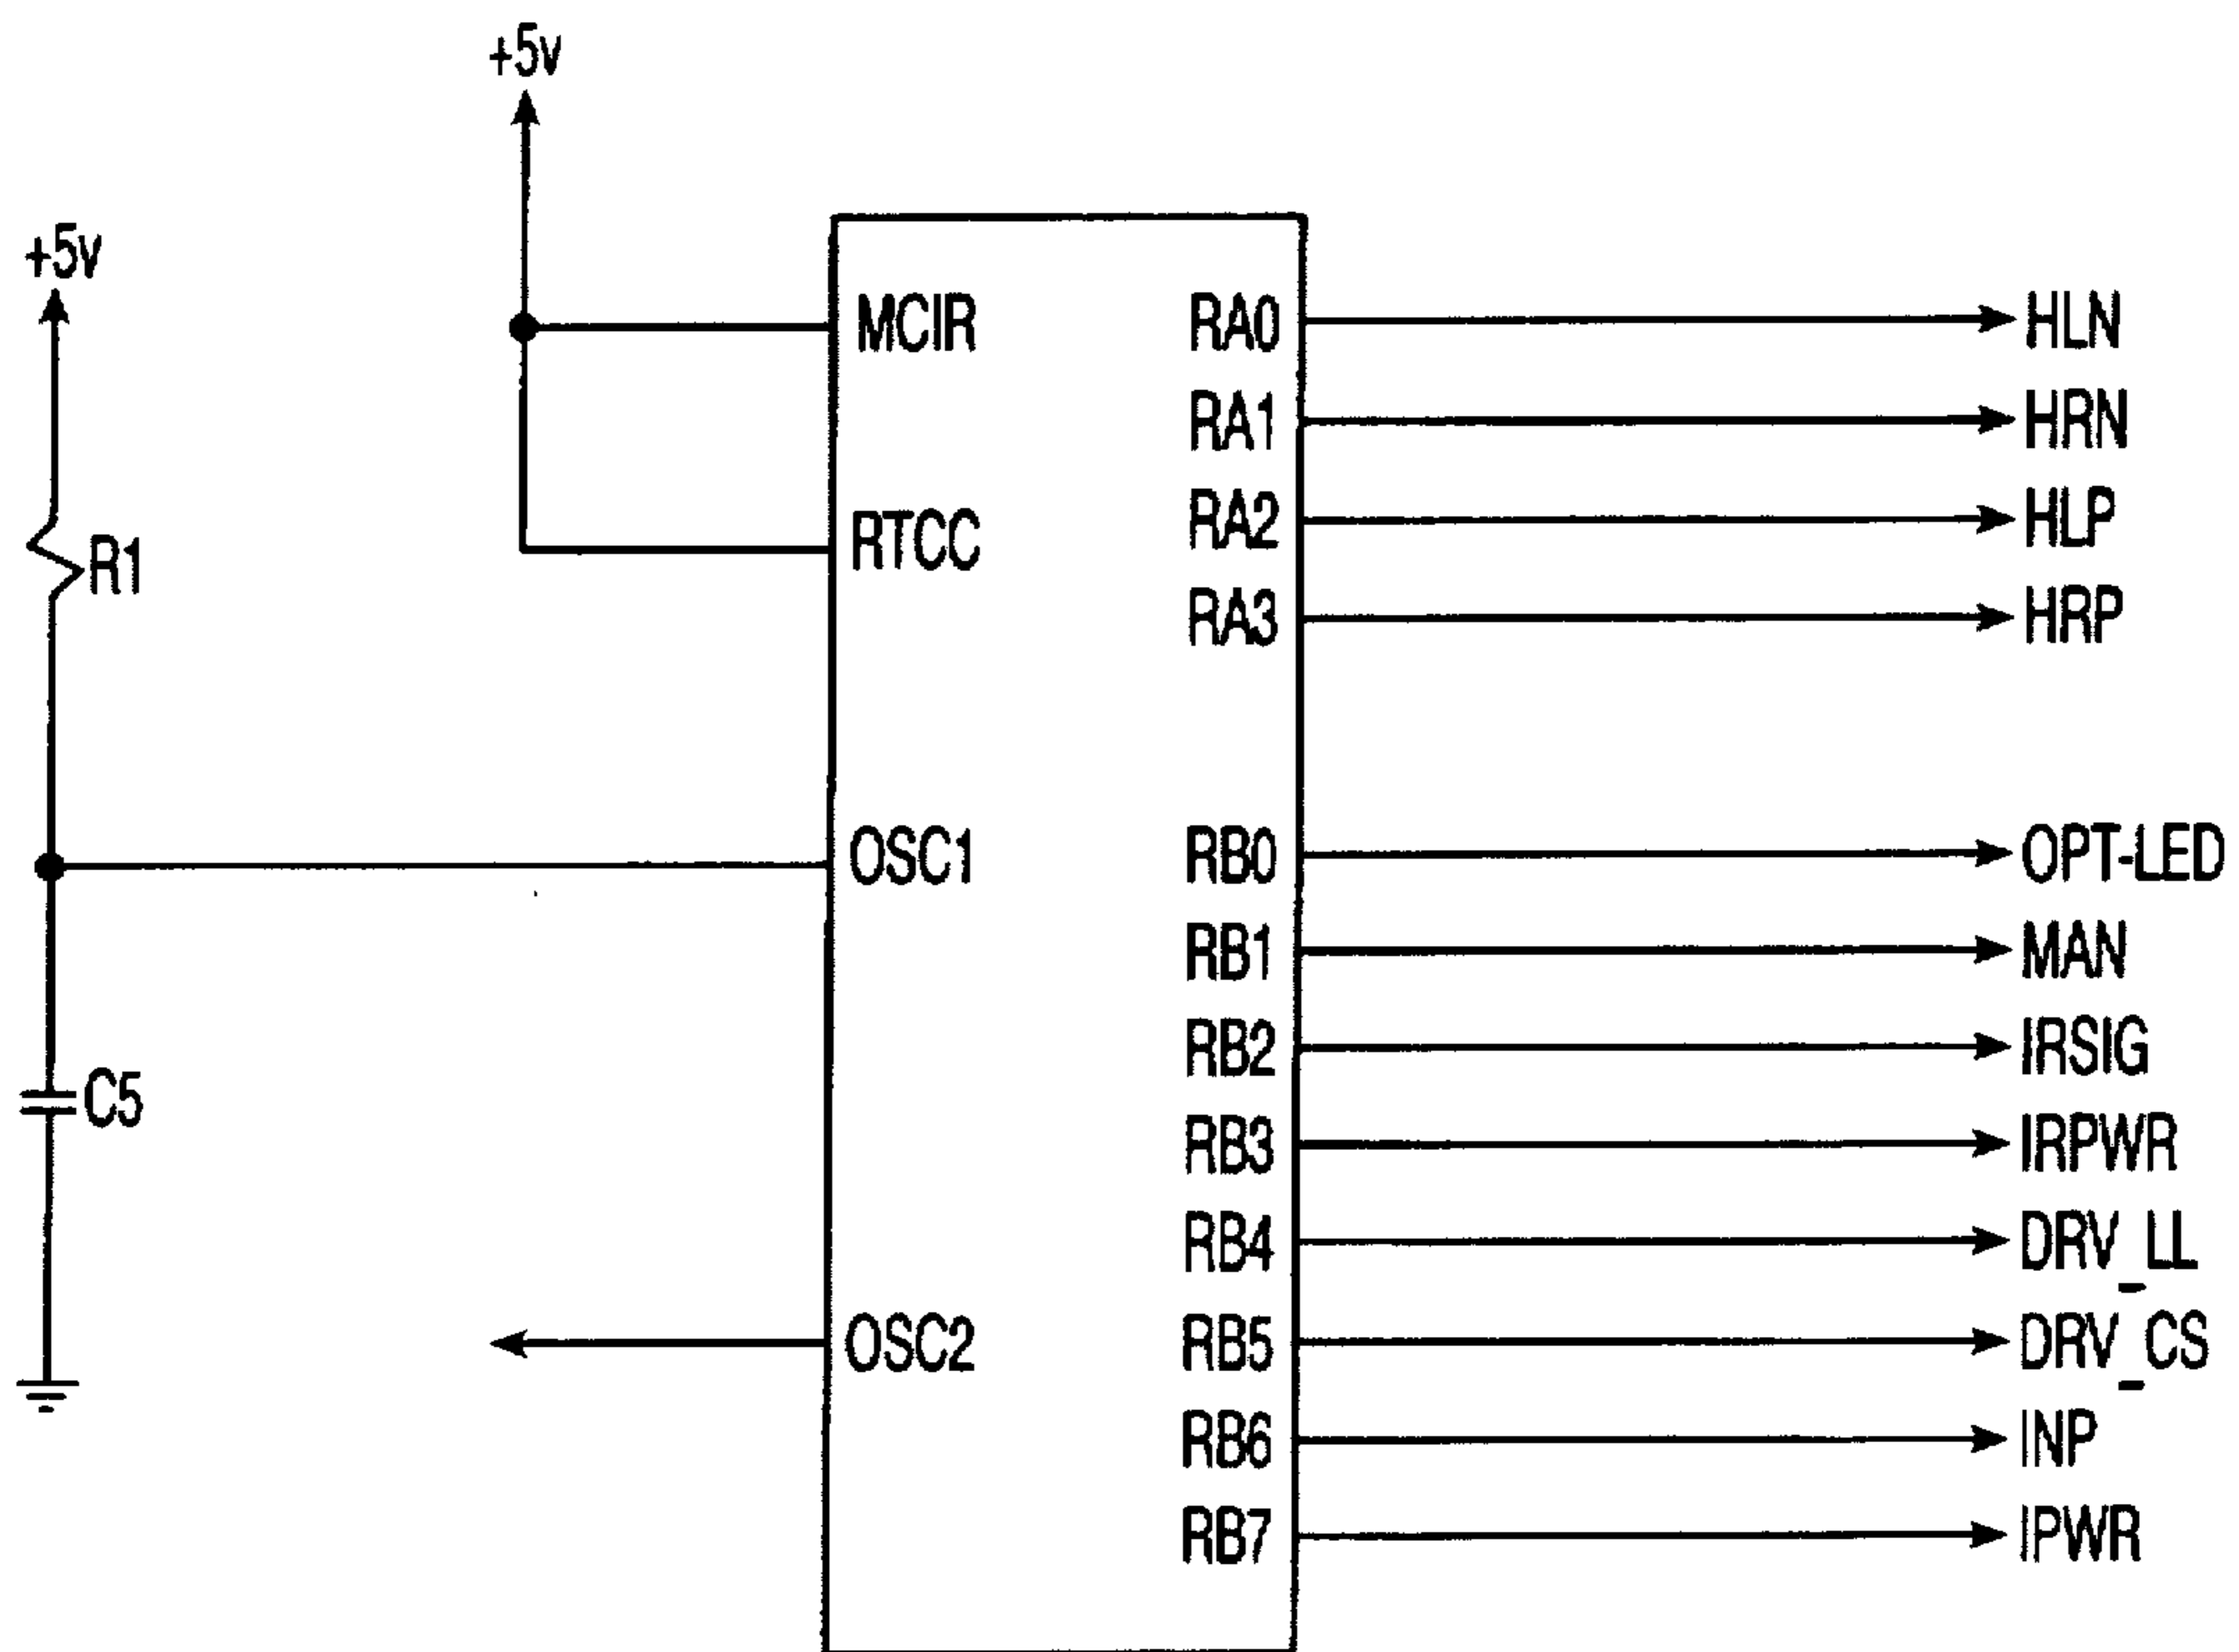 +5v
+5v
R1
C5
MCIR
RTCC
OSC1
OSC2
RA0
RA1
RA2
RA3
RB0
RB1
RB2
RB3
RB4
RB5
RB6
RB7
HLN
HRN
HLP
HRP
OPT-LED
MAN
IRSIG
IRPWR
DRV_LL
DRV_CS
INP
IPWR